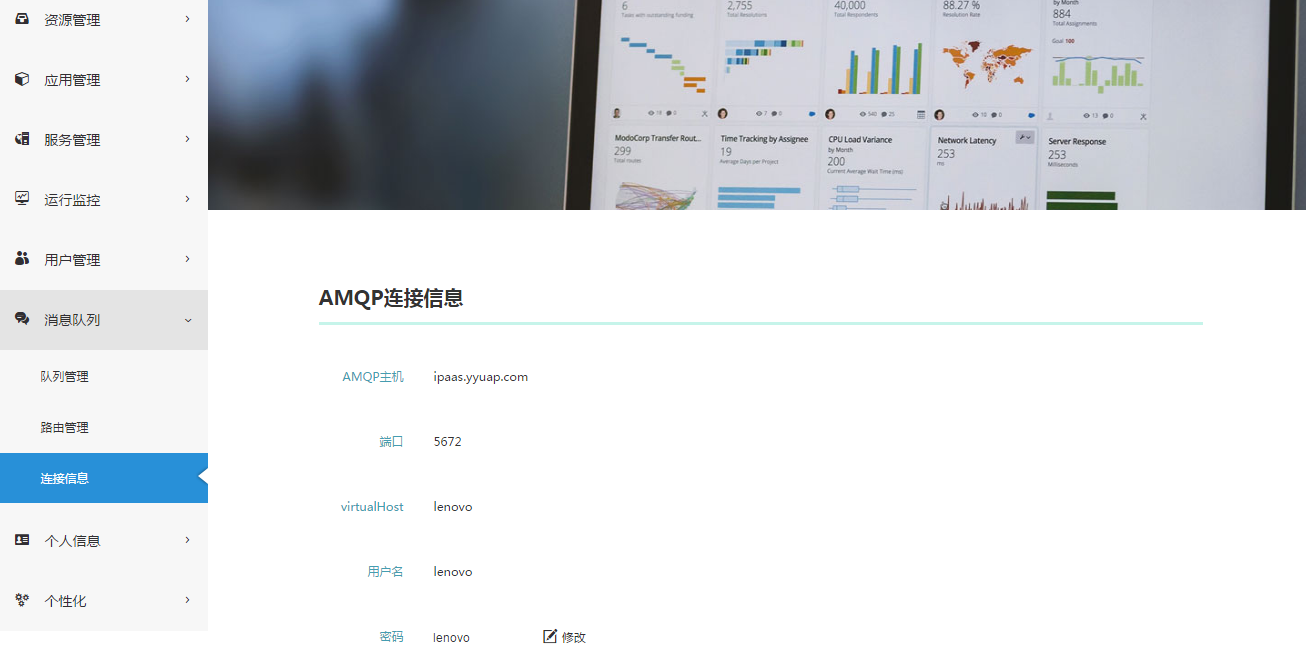 资源管理
应用管理
服务管理
运行监控
用户管理
消息队列
队列管理
路由管理
连接信息
个人信息
个性化
6
Tasks with outstanding funding
2,755
Total Resolutions
40,000
Total Respondents
88.27 %
Resolution Rate
by Month
884
Total Assignments
Goal 100
ModoCorp Transfer Rout...
299
Total routes
Time Tracking by Assignee
19
Average Days per Project
CPU Load Variance
by Month
200
Current Average Wait Time (ms)
Network Latency
253
ms
Server Response
253
Milliseconds
AMQP连接信息
AMQP主机 ipaas.yyuap.com
端口 5672
virtualHost lenovo
用户名 lenovo
密码 lenovo 修改